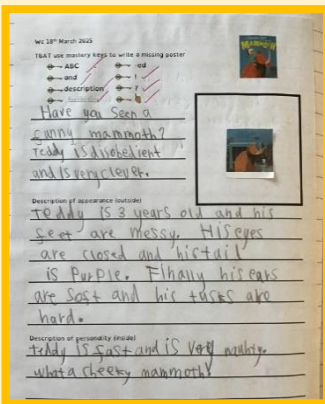 Wc 18th March 2025
TBAT use mastery keys to write a missing poster
ABC
-ed
and
!
description
?
Have you seen a
funny mammoth?
Teddy is disobedient
and is very clever.
Description of appearance (outside)
Teddy is 3 years old and his
feet are messy. His eyes
are closed and his tail
is Purple. Finally his ears
are soft and his tusks are
hard.
Description of personality (inside)
teddy is fast and is very
what a cheeky mammoth!